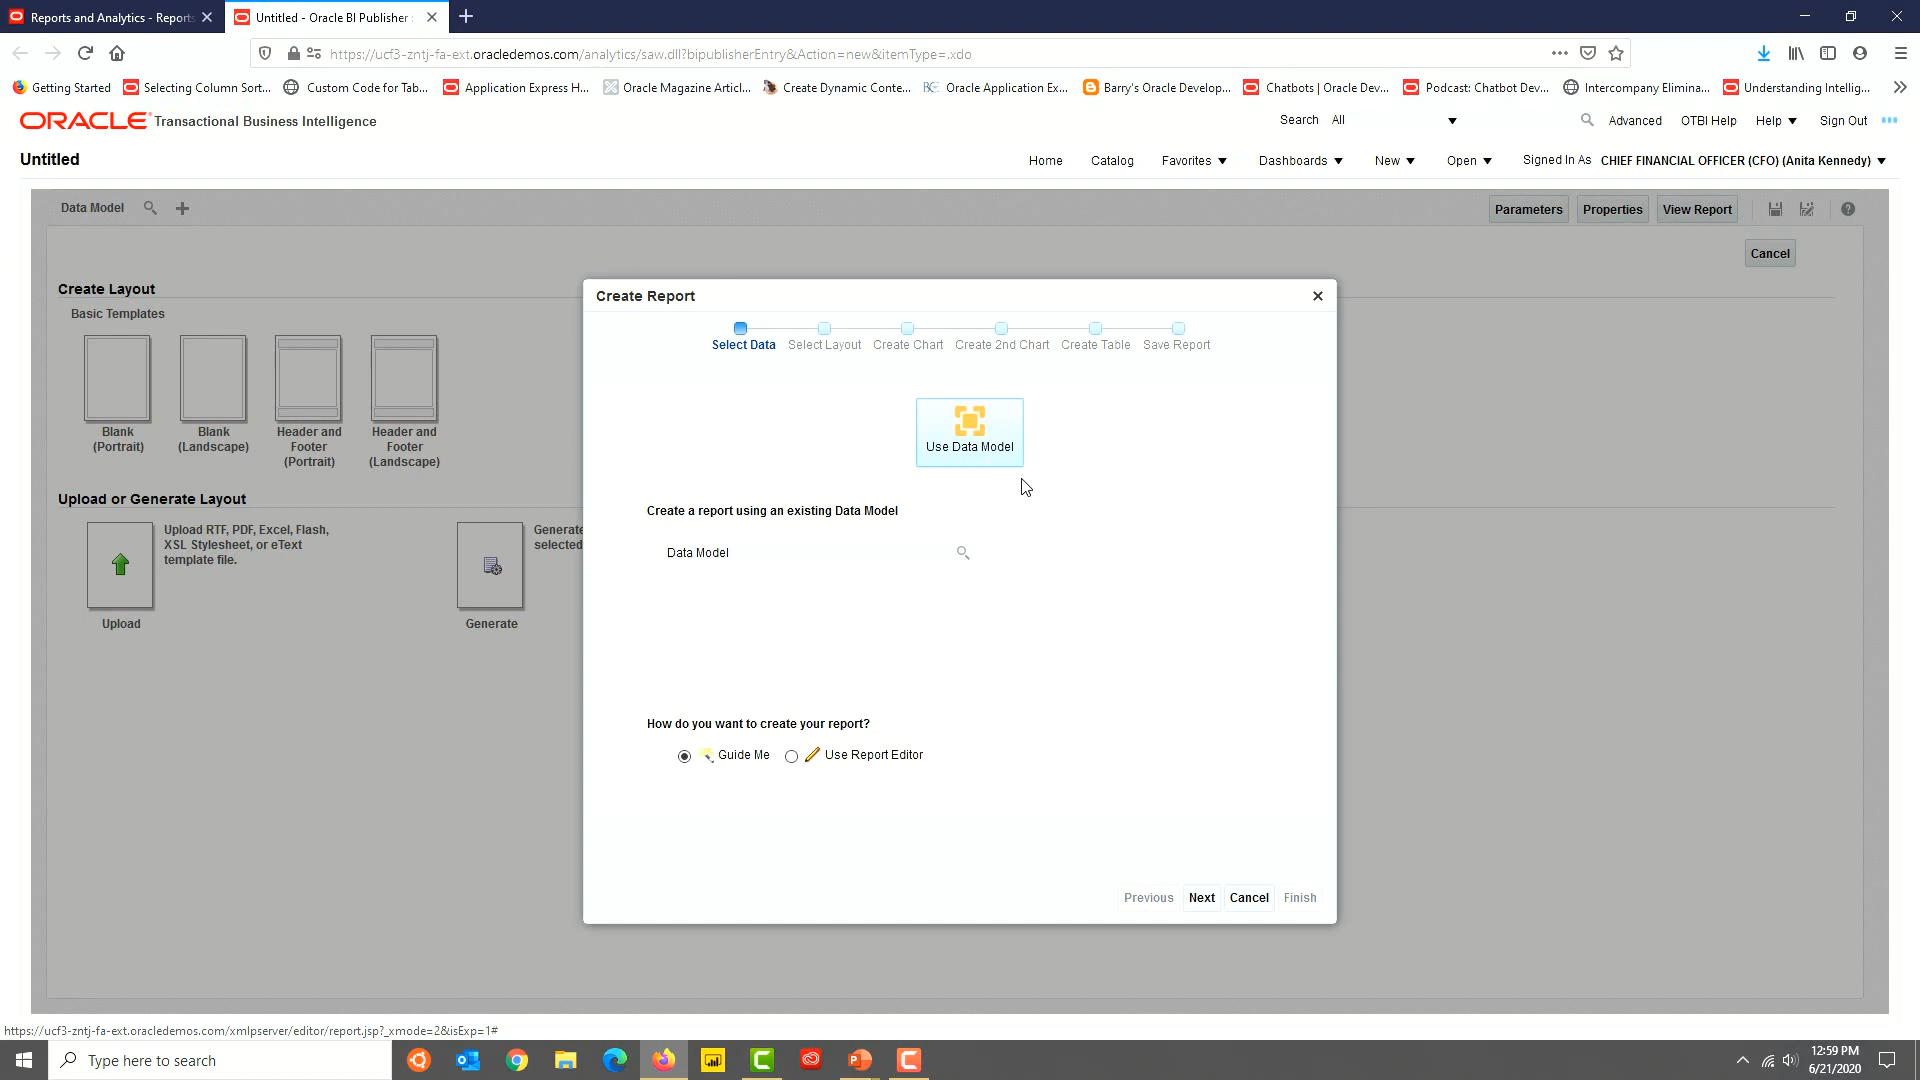 Reports and Analytics - Reports
Untitled - Oracle BI Publisher :
https://ucf3-zntj-fa-ext.oracledemos.com/analytics/saw.dll?bipublisherEntry&Action=new&itemType=.xdo
Getting Started
Selecting Column Sort...
Custom Code for Tab...
Application Express H...
Oracle Magazine Articl...
Create Dynamic Conte...
Oracle Application Ex...
Barry's Oracle Develop...
Chatbots | Oracle Dev...
Podcast: Chatbot Dev...
Intercompany Elimina...
Understanding Intellig...
ORACLE Transactional Business Intelligence
Search All
Advanced
OTBI Help
Help
Sign Out
Untitled
Home
Catalog
Favorites
Dashboards
New
Open
Signed In As CHIEF FINANCIAL OFFICER (CFO) (Anita Kennedy)
Data Model
Parameters
Properties
View Report
Cancel
Create Layout
Basic Templates
Blank
(Portrait)
Blank
(Landscape)
Header and
Footer
(Portrait)
Header and
Footer
(Landscape)
Upload or Generate Layout
Upload RTF, PDF, Excel, Flash,
XSL Stylesheet, or eText
template file.
Upload
Generate
selected
Generate
Create Report
Select Data
Select Layout
Create Chart
Create 2nd Chart
Create Table
Save Report
Use Data Model
Create a report using an existing Data Model
Data Model
How do you want to create your report?
Guide Me
Use Report Editor
Previous
Next
Cancel
Finish
https://ucf3-zntj-fa-ext.oracledemos.com/xmlpserver/editor/report.jsp?_xmode=2&isExp=1#
Type here to search
12:59 PM
6/21/2020